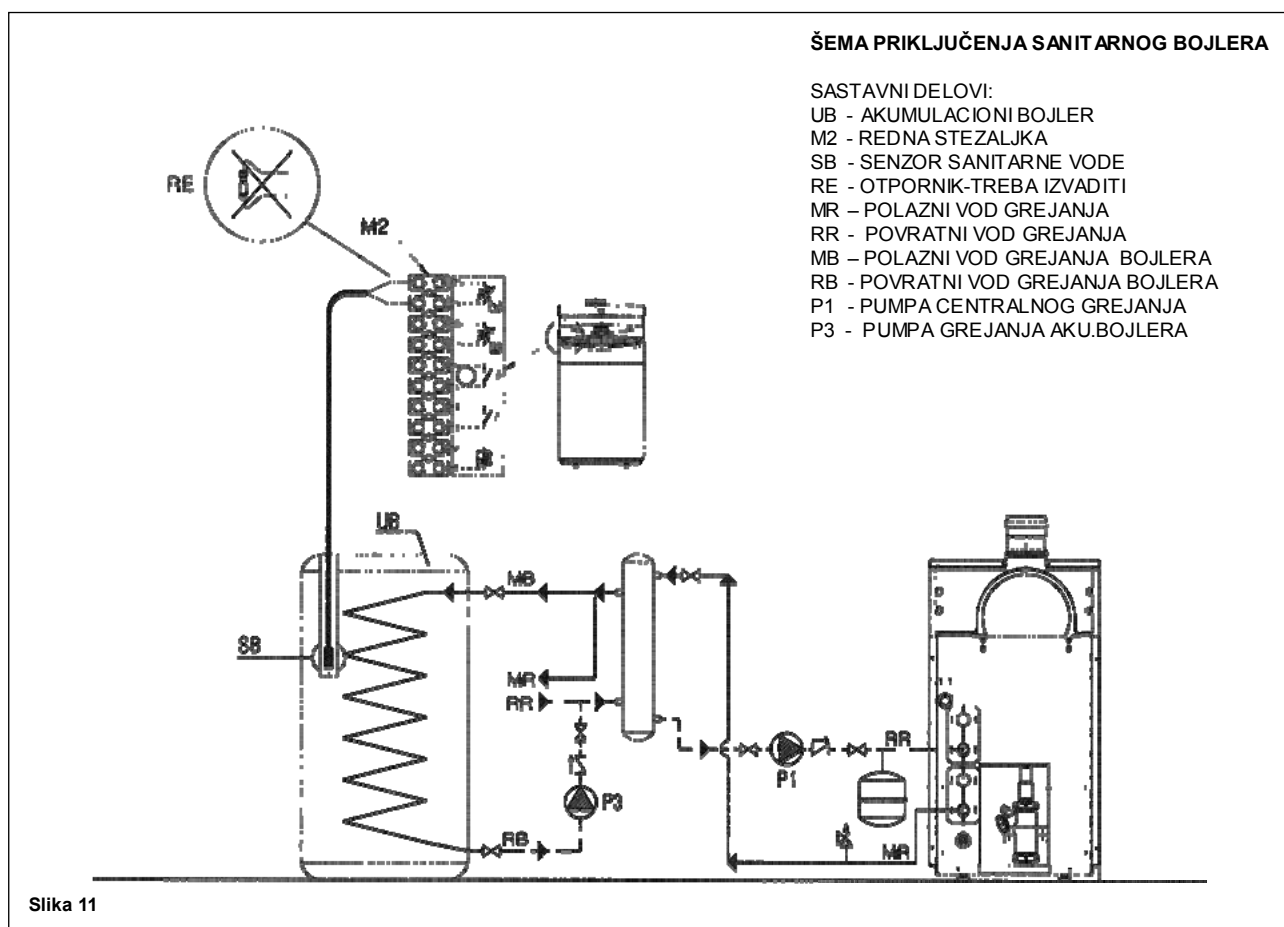 ŠEMA PRIKLJUČENJA SANITARNOG BOJLERA
SASTAVNI DELOVI:
UB - AKUMULACIONI BOJLER
M2 - REDNA STEZALJKA
SB - SENZOR SANITARNE VODE
RE - OTPORNIK-TREBA IZVADITI
MR – POLAZNI VOD GREJANJA
RR - POVRATNI VOD GREJANJA
MB – POLAZNI VOD GREJANJA BOJLERA
RB - POVRATNI VOD GREJANJA BOJLERA
P1 - PUMPA CENTRALNOG GREJANJA
P3 - PUMPA GREJANJA AKU.BOJLERA
RE
M2
UB
MB
SB
MR
RR
RR
P1
P3
RB
MR
Slika 11